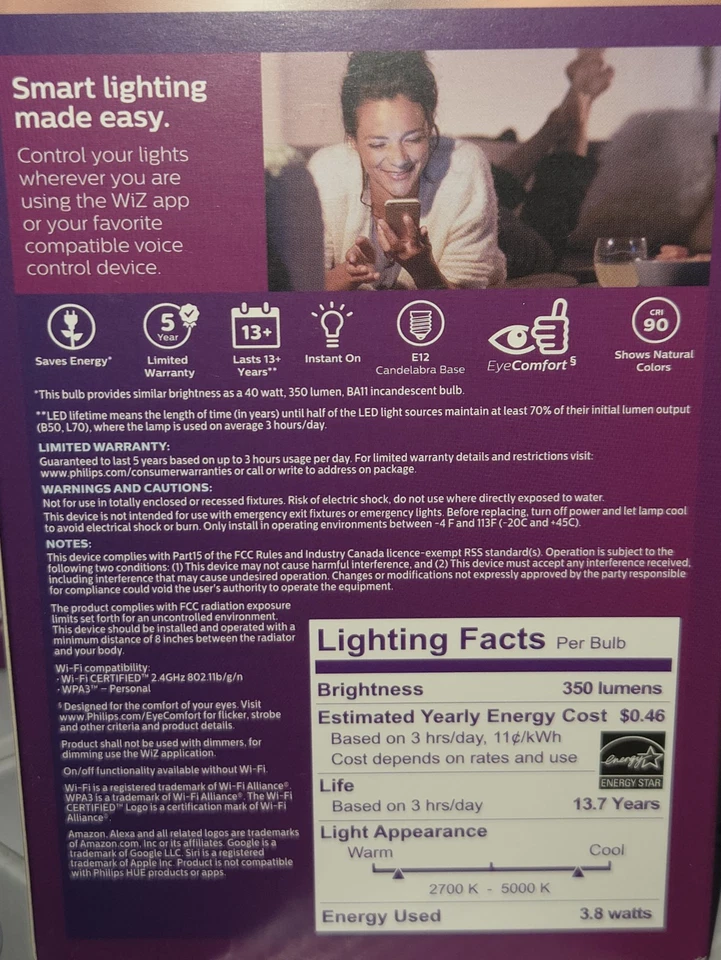 Smart lighting
made easy.
Control your lights
wherever you are
using the WiZ app
or your favorite
compatible voice
control device.
Saves Energy*
5 Year
Limited
Warranty
13+
Lasts 13+
Years**
Instant On
E12
Candelabra Base
EyeComfort §
CRI
90
Shows Natural
Colors
*This bulb provides similar brightness as a 40 watt, 350 lumen, BA11 incandescent bulb.
**LED lifetime means the length of time (in years) until half of the LED light sources maintain at least 70% of their initial lumen output
(B50, L70), where the lamp is used on average 3 hours/day.
LIMITED WARRANTY:
Guaranteed to last 5 years based on up to 3 hours usage per day. For limited warranty details and restrictions visit:
www.philips.com/consumerwarranties or call or write to address on package.
WARNINGS AND CAUTIONS:
Not for use in totally enclosed or recessed fixtures. Risk of electric shock, do not use where directly exposed to water.
This device is not intended for use with emergency exit fixtures or emergency lights. Before replacing, turn off power and let lamp cool
to avoid electrical shock or burn. Only install in operating environments between -4 F and 113F (-20C and +45C).
NOTES:
This device complies with Part15 of the FCC Rules and Industry Canada licence-exempt RSS standard(s). Operation is subject to the
following two conditions: (1) This device may not cause harmful interference, and (2) This device must accept any interference received,
including interference that may cause undesired operation. Changes or modifications not expressly approved by the party responsible
for compliance could void the user's authority to operate the equipment.
The product complies with FCC radiation exposure
limits set forth for an uncontrolled environment.
This device should be installed and operated with a
minimum distance of 8 inches between the radiator
and your body.
Wi-Fi compatibility:
· Wi-Fi CERTIFIED™ 2.4GHz 802.11b/g/n
· WPA3™ – Personal
§ Designed for the comfort of your eyes. Visit
www.Philips.com/EyeComfort for flicker, strobe
and other criteria and product details.
Product shall not be used with dimmers, for
dimming use the WiZ application.
On/off functionality available without Wi-Fi.
Wi-Fi is a registered trademark of Wi-Fi Alliance®.
WPA3 is a trademark of Wi-Fi Alliance®. The Wi-Fi
CERTIFIED™ Logo is a certification mark of Wi-Fi
Alliance®.
Amazon, Alexa and all related logos are trademarks
of Amazon.com, Inc or its affiliates. Google is a
trademark of Google LLC. Siri is a registered
trademark of Apple Inc. Product is not compatible
with Philips HUE products or apps.
Lighting Facts Per Bulb
Brightness 350 lumens
Estimated Yearly Energy Cost $0.46
Based on 3 hrs/day, 11¢/kWh
Cost depends on rates and use
energy
ENERGY STAR
Life
Based on 3 hrs/day 13.7 Years
Light Appearance
Warm Cool
2700 K - 5000 K
Energy Used 3.8 watts